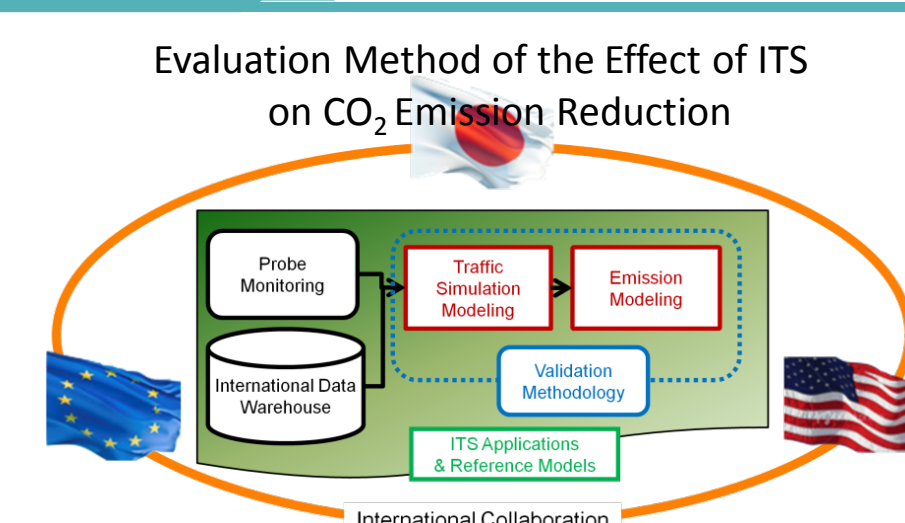 Evaluation Method of the Effect of ITS
on CO₂ Emission Reduction
Probe
Monitoring
Traffic
Simulation
Modeling
Emission
Modeling
International Data
Warehouse
Validation
Methodology
ITS Applications
& Reference Models
International Collaboration